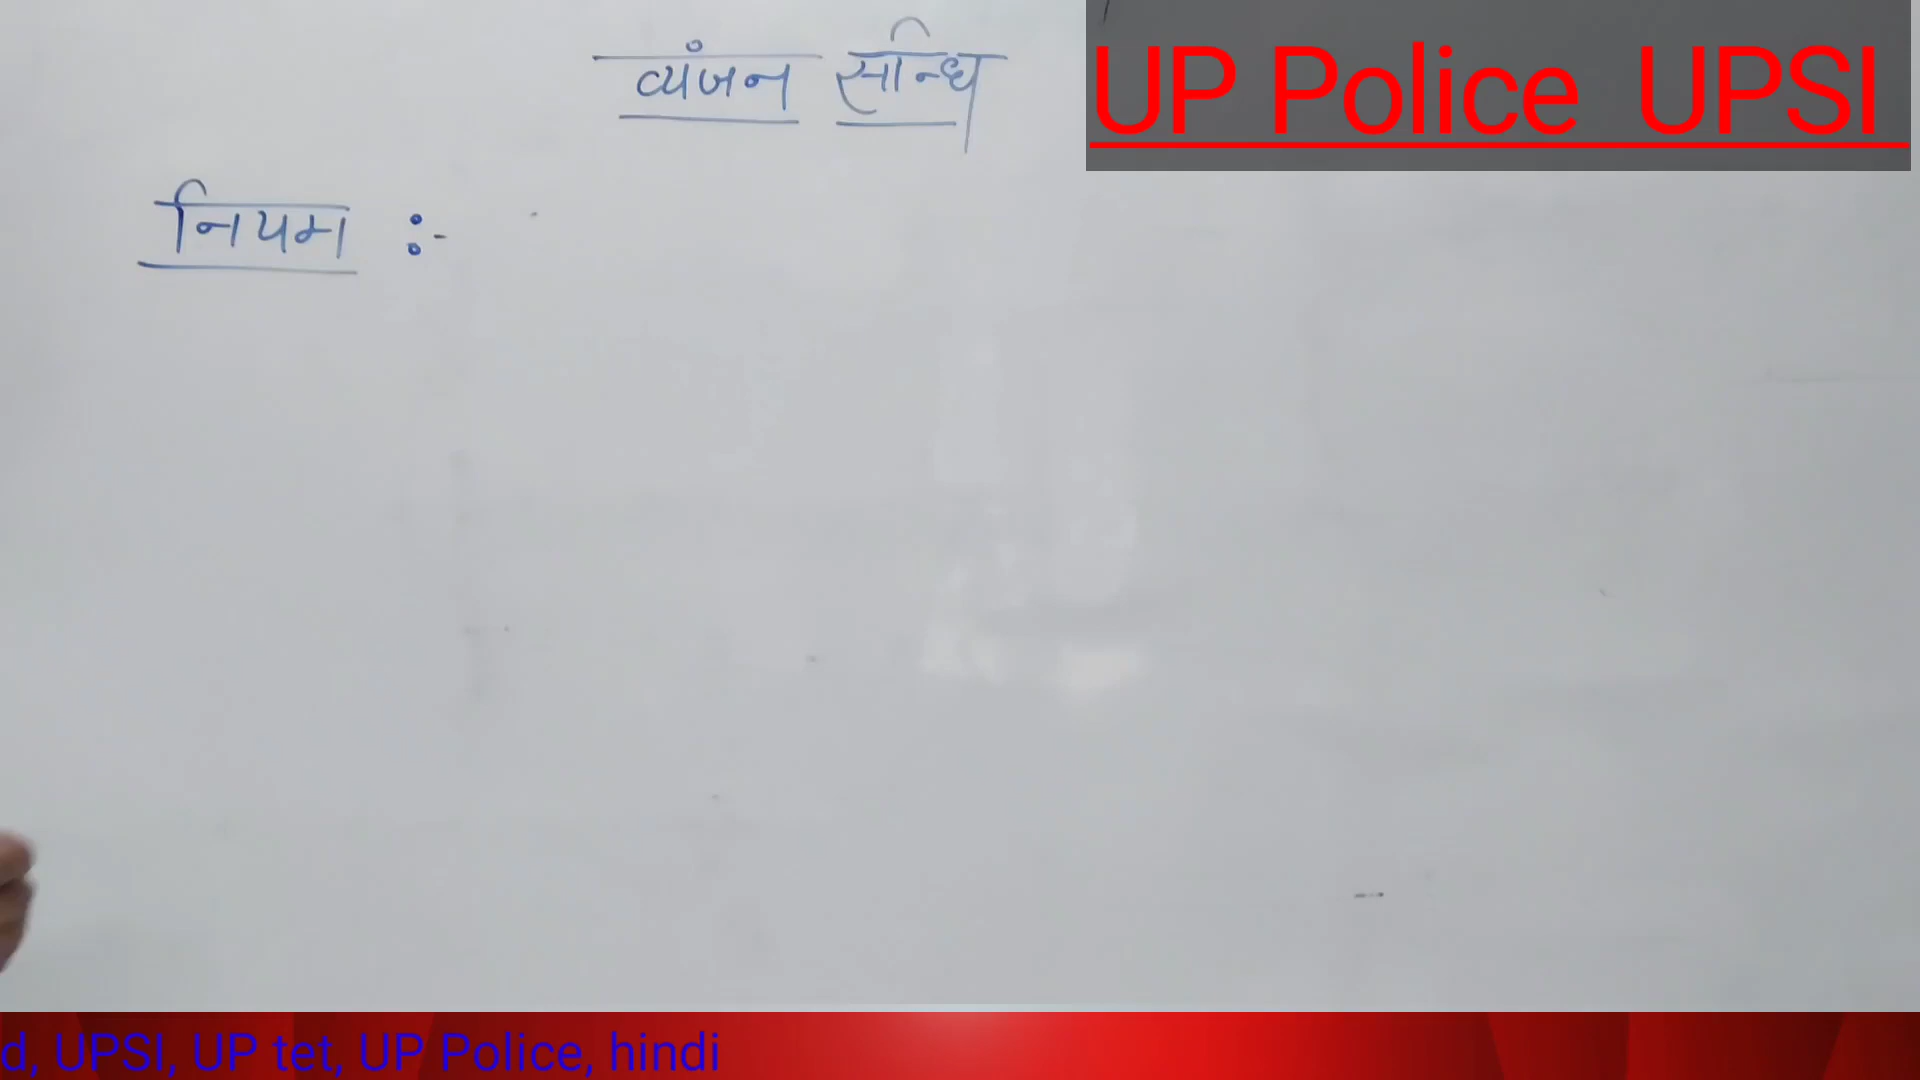 व्यंजन सन्धि
UP Police UPSI
नियम :-
d, UPSI, UP tet, UP Police, hindi